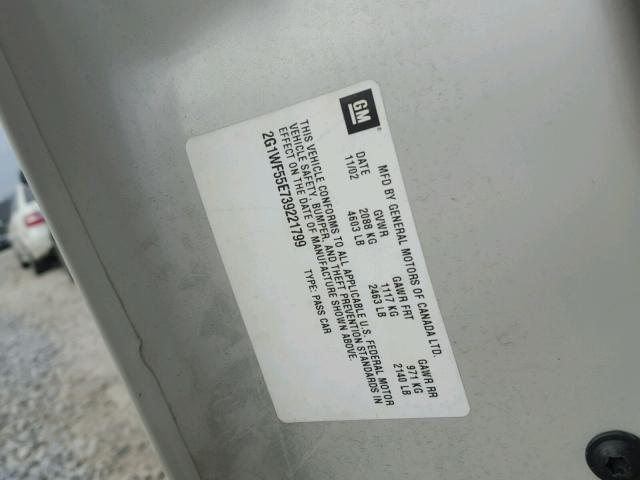 GM
MFD BY GENERAL MOTORS OF CANADA LTD.
DATE GVWR GAWR FRT GAWR RR
11/02 2088 KG 1117 KG 971 KG
4603 LB 2463 LB 2140 LB
THIS VEHICLE CONFORMS TO ALL APPLICABLE U.S. FEDERAL MOTOR
VEHICLE SAFETY, BUMPER, AND THEFT PREVENTION STANDARDS IN
EFFECT ON THE DATE OF MANUFACTURE SHOWN ABOVE.
2G1WF55E739221799 TYPE: PASS CAR